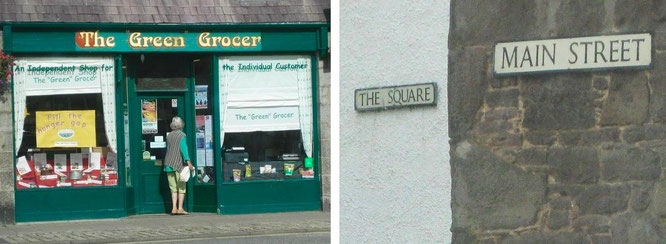 The Green Grocer
An Independent Shop for
the Individual Customer
The "Green" Grocer
The "Green" Grocer
Fill the
hunger gap
THE SQUARE
MAIN STREET